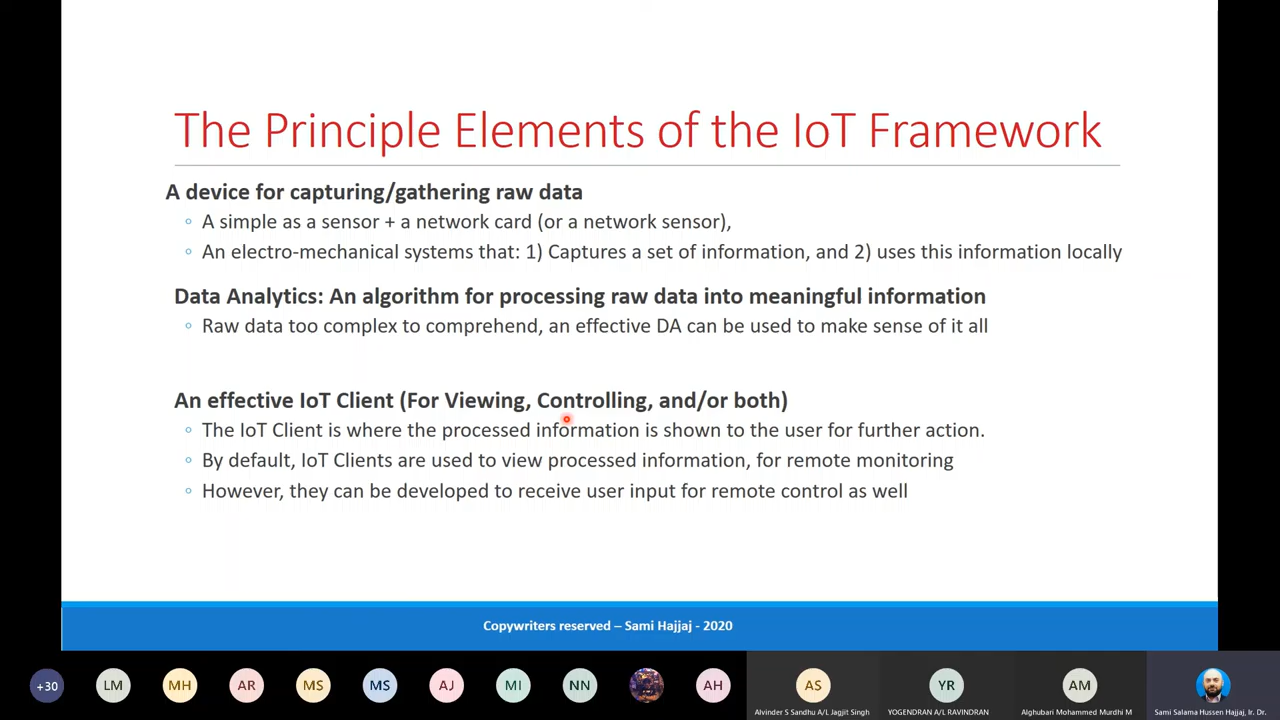 The Principle Elements of the IoT Framework
A device for capturing/gathering raw data
A simple as a sensor + a network card (or a network sensor),
An electro-mechanical systems that: 1) Captures a set of information, and 2) uses this information locally
Data Analytics: An algorithm for processing raw data into meaningful information
Raw data too complex to comprehend, an effective DA can be used to make sense of it all
An effective IoT Client (For Viewing, Controlling, and/or both)
The IoT Client is where the processed information is shown to the user for further action.
By default, IoT Clients are used to view processed information, for remote monitoring
However, they can be developed to receive user input for remote control as well
Copywriters reserved – Sami Hajjaj - 2020
+30 LM MH AR MS MS AJ MI NN AH AS YR AM
Alvinder S Sandhu A/L Jagjit Singh YOGENDRAN A/L RAVINDRAN Alghubari Mohammed Murdhi M Sami Salama Hussen Hajjaj, Ir. Dr.